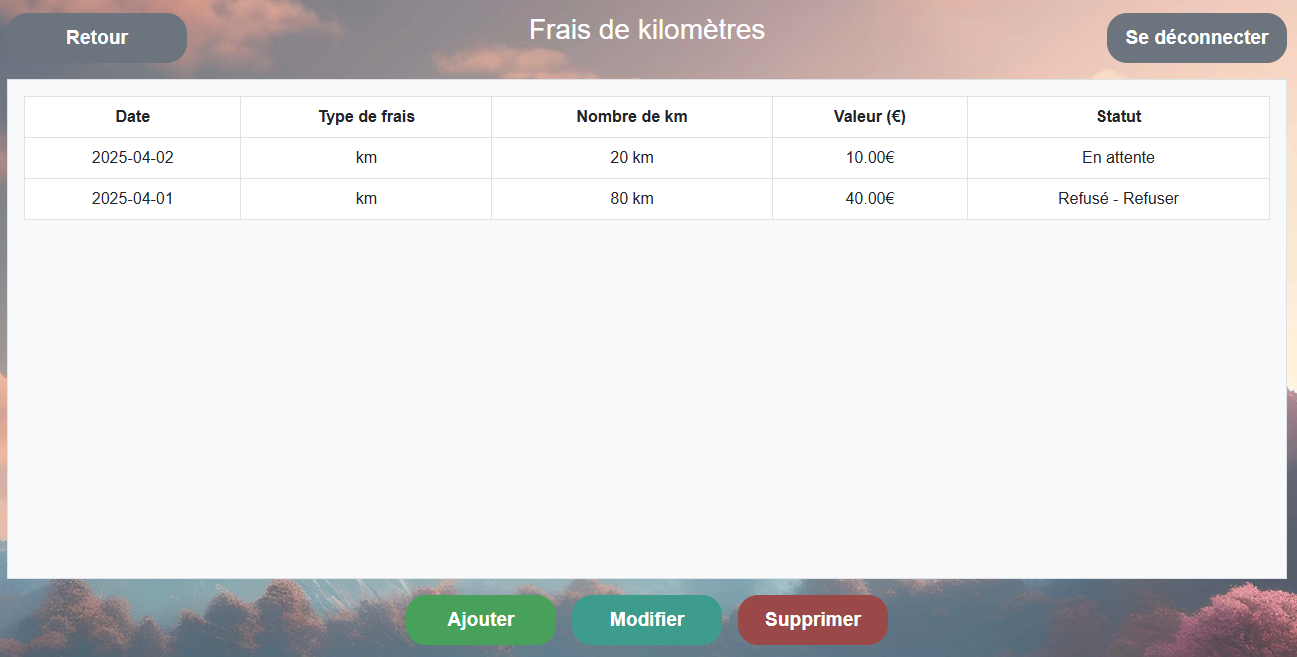 Retour Frais de kilomètres Se déconnecter
Date Type de frais Nombre de km Valeur (€) Statut
2025-04-02 km 20 km 10.00€ En attente
2025-04-01 km 80 km 40.00€ Refusé - Refuser
Ajouter Modifier Supprimer